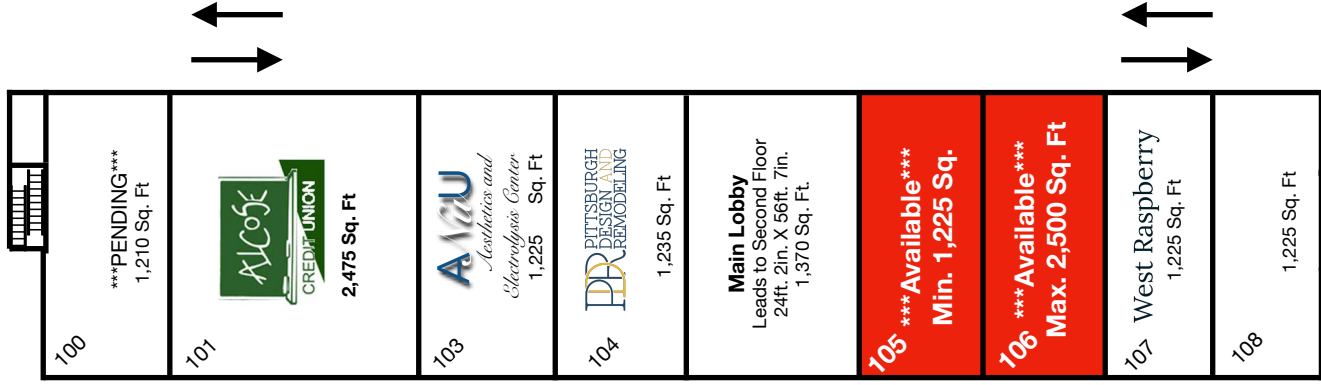 100
***PENDING***
1,210 Sq. Ft
101
ALCOSE
CREDIT UNION
2,475 Sq. Ft
103
A NuU
Aesthetics and
Electrolysis Center
1,225 Sq. Ft
104
PDR
PITTSBURGH
DESIGN AND
REMODELING
1,235 Sq. Ft
Main Lobby
Leads to Second Floor
24ft. 2in. X 56ft. 7in.
1,370 Sq. Ft.
105 ***Available***
Min. 1,225 Sq.
106 ***Available***
Max. 2,500 Sq. Ft
107
West Raspberry
1,225 Sq. Ft
108
1,225 Sq. Ft